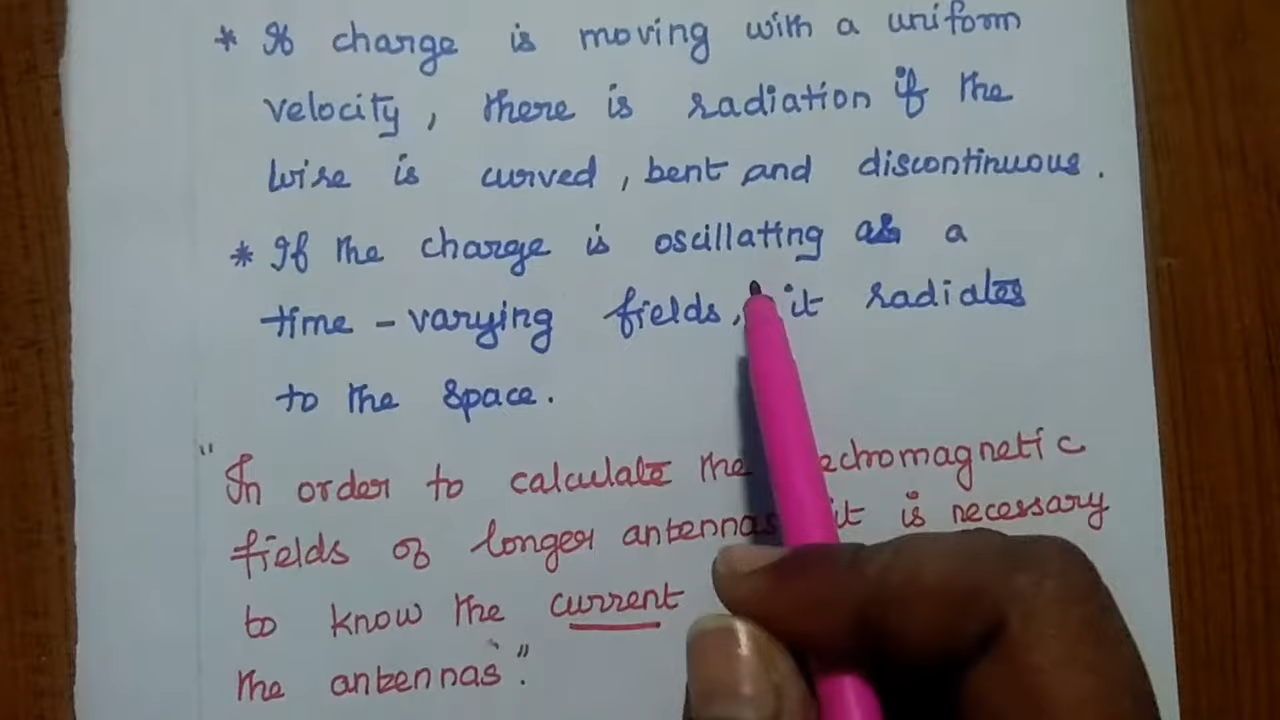 * If charge is moving with a uniform
velocity, there is radiation if the
wire is curved, bent and discontinuous.
* If the charge is oscillating as a
time-varying fields, it radiates
to the space.
"In order to calculate the
fields of longer antennas it is necessary
to know the current
the antennas".